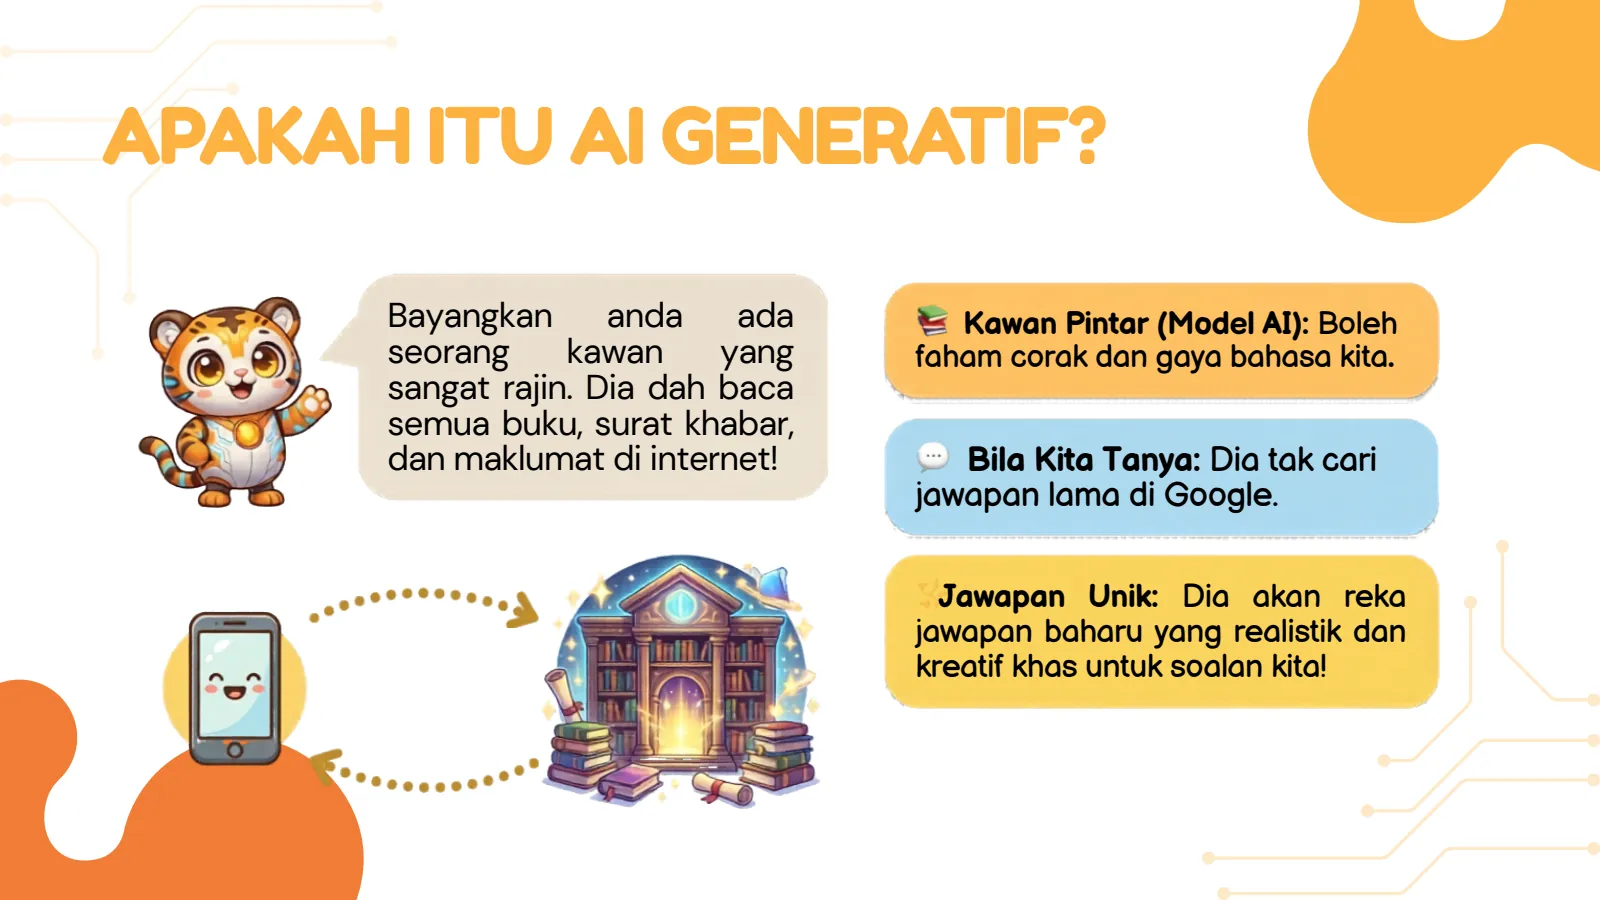 APAKAH ITU AI GENERATIF?
Bayangkan anda ada
seorang kawan yang
sangat rajin. Dia dah baca
semua buku, surat khabar,
dan maklumat di internet!
Kawan Pintar (Model AI): Boleh
faham corak dan gaya bahasa kita.
Bila Kita Tanya: Dia tak cari
jawapan lama di Google.
Jawapan Unik: Dia akan reka
jawapan baharu yang realistik dan
kreatif khas untuk soalan kita!